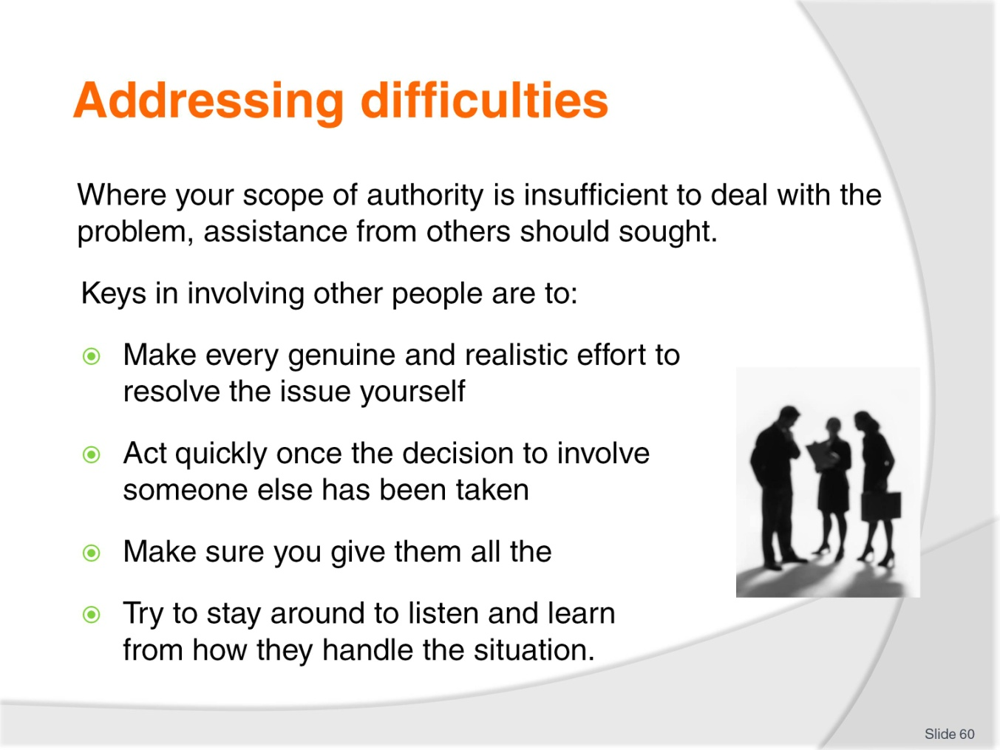 Addressing difficulties
Where your scope of authority is insufficient to deal with the
problem, assistance from others should sought.
Keys in involving other people are to:
Make every genuine and realistic effort to
resolve the issue yourself
Act quickly once the decision to involve
someone else has been taken
Make sure you give them all the
Try to stay around to listen and learn
from how they handle the situation.
Slide 60